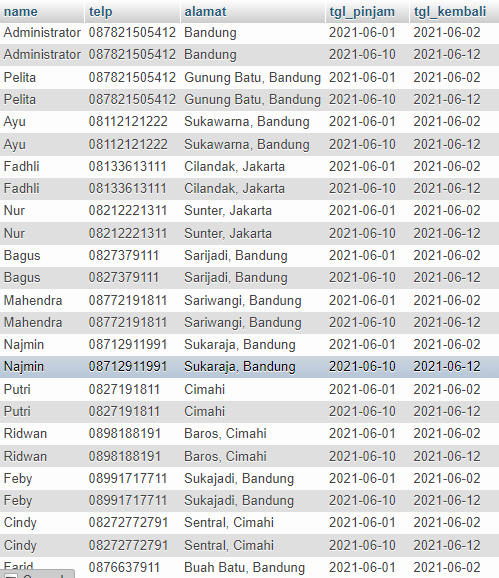 name telp alamat tgl_pinjam tgl_kembali
Administrator 087821505412 Bandung 2021-06-01 2021-06-02
Administrator 087821505412 Bandung 2021-06-10 2021-06-12
Pelita 087821505412 Gunung Batu, Bandung 2021-06-01 2021-06-02
Pelita 087821505412 Gunung Batu, Bandung 2021-06-10 2021-06-12
Ayu 08112121222 Sukawarna, Bandung 2021-06-01 2021-06-02
Ayu 08112121222 Sukawarna, Bandung 2021-06-10 2021-06-12
Fadhli 08133613111 Cilandak, Jakarta 2021-06-01 2021-06-02
Fadhli 08133613111 Cilandak, Jakarta 2021-06-10 2021-06-12
Nur 08212221311 Sunter, Jakarta 2021-06-01 2021-06-02
Nur 08212221311 Sunter, Jakarta 2021-06-10 2021-06-12
Bagus 0827379111 Sarijadi, Bandung 2021-06-01 2021-06-02
Bagus 0827379111 Sarijadi, Bandung 2021-06-10 2021-06-12
Mahendra 08772191811 Sariwangi, Bandung 2021-06-01 2021-06-02
Mahendra 08772191811 Sariwangi, Bandung 2021-06-10 2021-06-12
Najmin 08712911991 Sukaraja, Bandung 2021-06-01 2021-06-02
Najmin 08712911991 Sukaraja, Bandung 2021-06-10 2021-06-12
Putri 0827191811 Cimahi 2021-06-01 2021-06-02
Putri 0827191811 Cimahi 2021-06-10 2021-06-12
Ridwan 0898188191 Baros, Cimahi 2021-06-01 2021-06-02
Ridwan 0898188191 Baros, Cimahi 2021-06-10 2021-06-12
Feby 08991717711 Sukajadi, Bandung 2021-06-01 2021-06-02
Feby 08991717711 Sukajadi, Bandung 2021-06-10 2021-06-12
Cindy 08272772791 Sentral, Cimahi 2021-06-01 2021-06-02
Cindy 08272772791 Sentral, Cimahi 2021-06-10 2021-06-12
Farid 0876637911 Buah Batu, Bandung 2021-06-01 2021-06-02